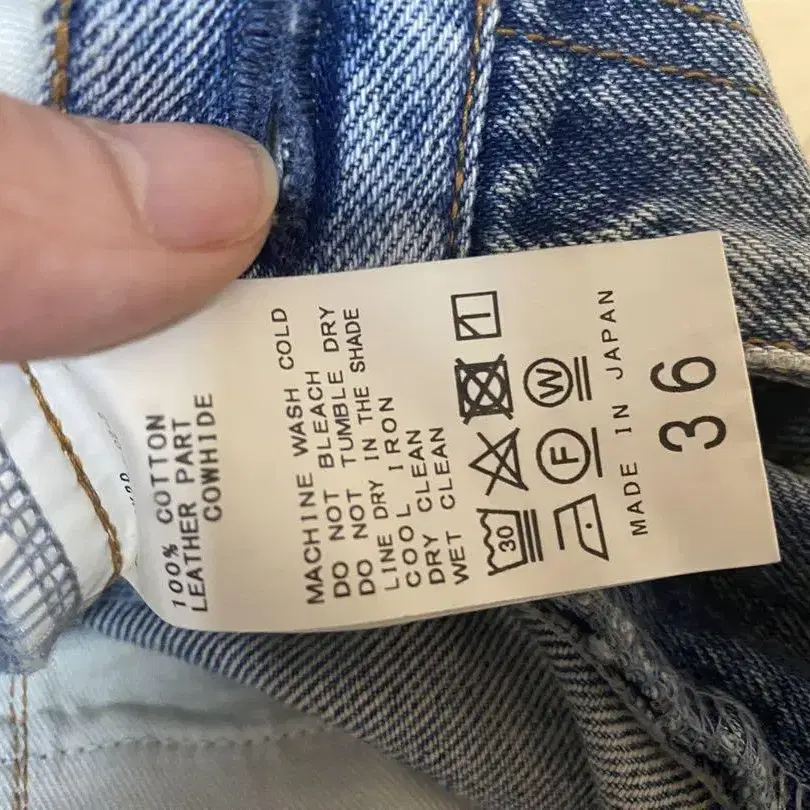 100% COTTON
LEATHER PART
COWHIDE
MACHINE WASH COLD
DO NOT BLEACH
DO NOT TUMBLE DRY
LINE DRY IN THE SHADE
COOL IRON
DRY CLEAN
WET CLEAN
30
F W
MADE IN JAPAN
36